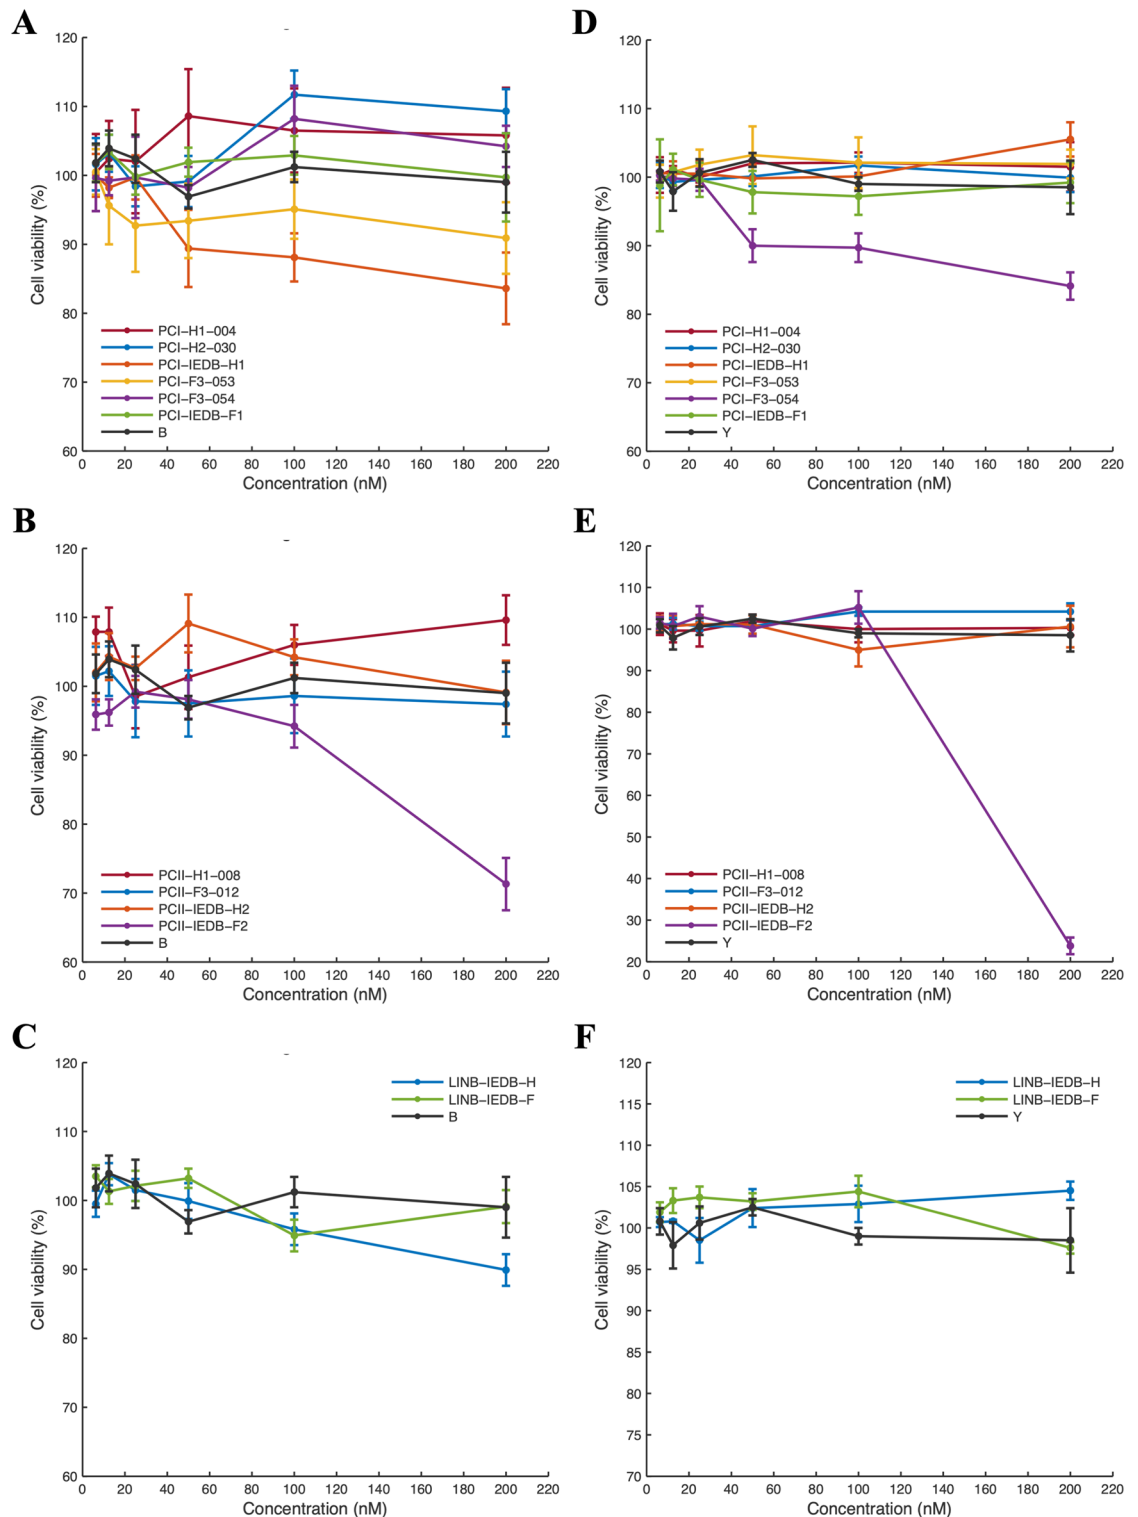 A
120
110
100
90
80
70
60
Cell viability (%)
PCI-H1-004
PCI-H2-030
PCI-IEDB-H1
PCI-F3-053
PCI-F3-054
PCI-IEDB-F1
B
0 20 40 60 80 100 120 140 160 180 200 220
Concentration (nM)
D
120
110
100
90
80
70
60
Cell viability (%)
PCI-H1-004
PCI-H2-030
PCI-IEDB-H1
PCI-F3-053
PCI-F3-054
PCI-IEDB-F1
Y
0 20 40 60 80 100 120 140 160 180 200 220
Concentration (nM)
B
120
110
100
90
80
70
60
Cell viability (%)
PCII-H1-008
PCII-F3-012
PCII-IEDB-H2
PCII-IEDB-F2
B
0 20 40 60 80 100 120 140 160 180 200 220
Concentration (nM)
E
120
110
100
90
80
70
60
50
40
30
20
Cell viability (%)
PCII-H1-008
PCII-F3-012
PCII-IEDB-H2
PCII-IEDB-F2
Y
0 20 40 60 80 100 120 140 160 180 200 220
Concentration (nM)
C
120
110
100
90
80
70
60
Cell viability (%)
LINB-IEDB-H
LINB-IEDB-F
B
0 20 40 60 80 100 120 140 160 180 200 220
Concentration (nM)
F
120
115
110
105
100
95
90
85
80
75
70
Cell viability (%)
LINB-IEDB-H
LINB-IEDB-F
Y
0 20 40 60 80 100 120 140 160 180 200 220
Concentration (nM)